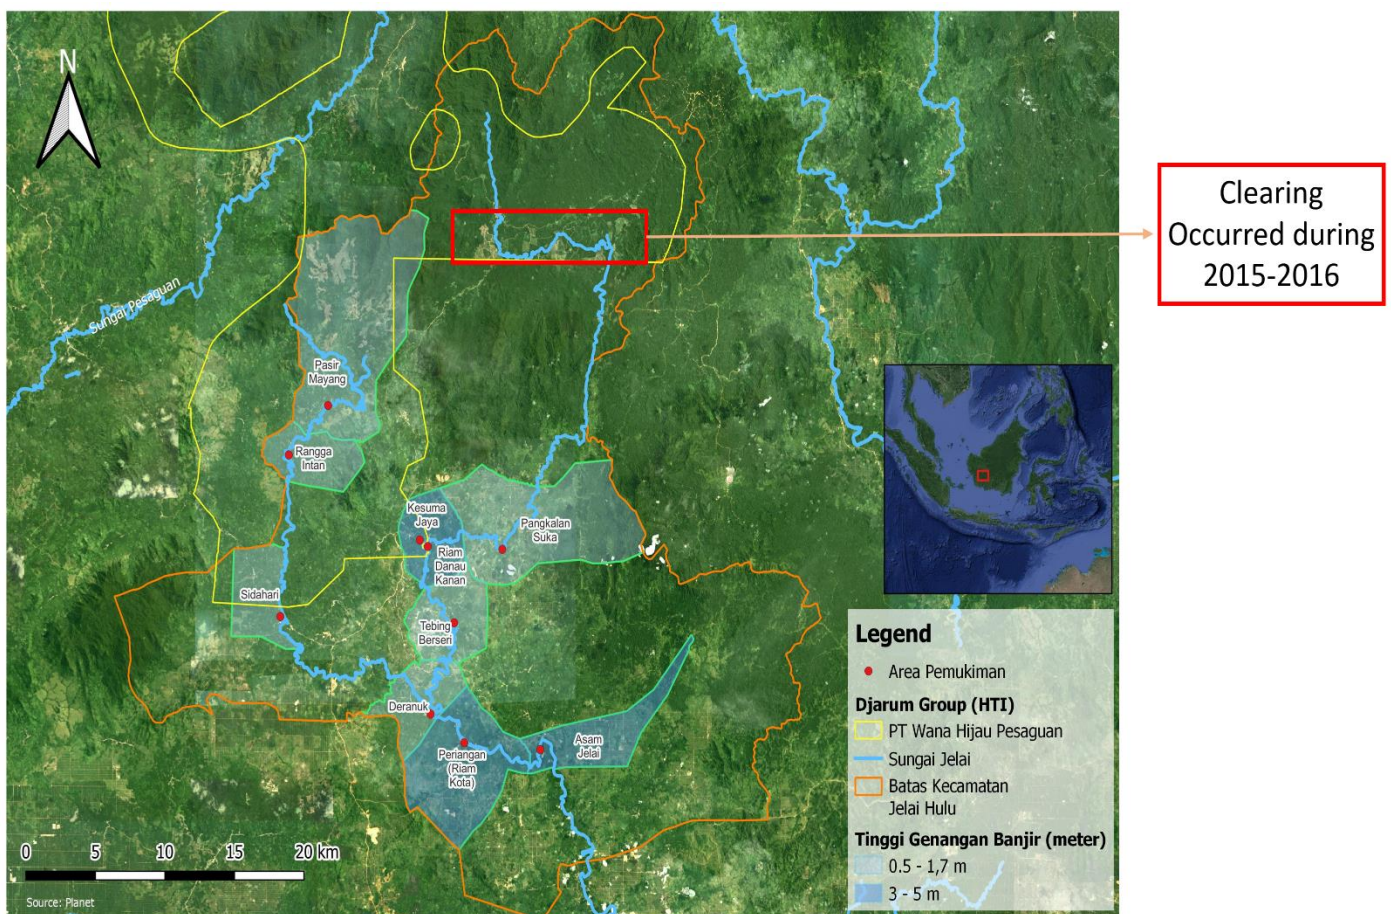 N
Clearing
Occurred during
2015-2016
Sungai Pesaguan
Pasir
Mayang
Rangga
Intan
Kesuma
Jaya
Pangkalan
Suka
Riam
Danau
Kanan
Sidahari
Tebing
Berseri
Deranuk
Periangan
(Riam
Kota)
Asam
Jelai
Legend
Area Pemukiman
Djarum Group (HTI)
PT Wana Hijau Pesaguan
Sungai Jelai
Batas Kecamatan
Jelai Hulu
Tinggi Genangan Banjir (meter)
0.5 - 1,7 m
3 - 5 m
0 5 10 15 20 km
Source: Planet